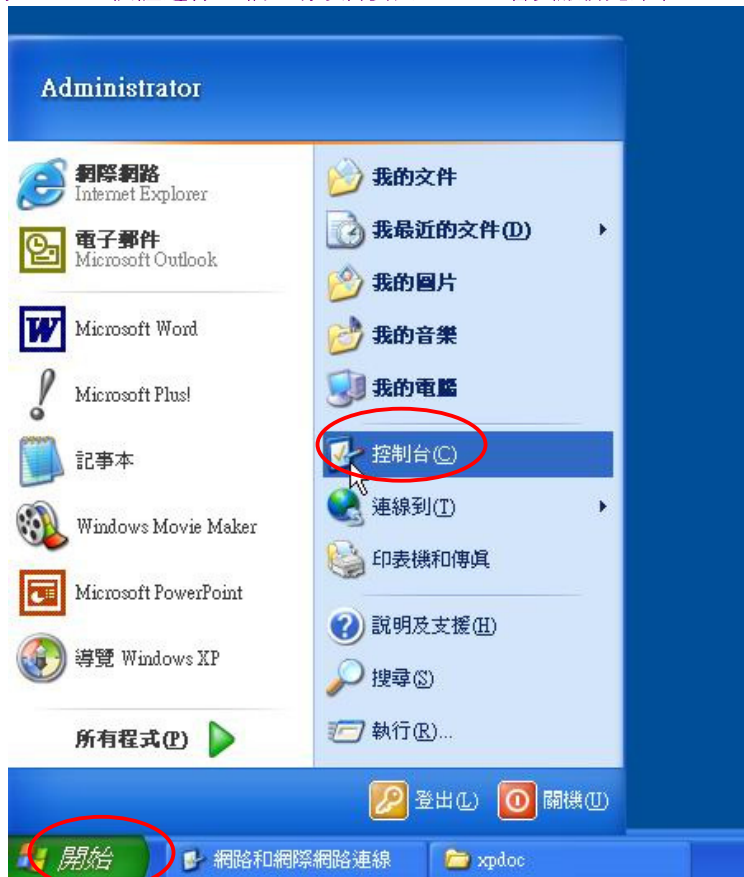 Administrator
網際網路
Internet Explorer
電子郵件
Microsoft Outlook
Microsoft Word
Microsoft Plus!
記事本
Windows Movie Maker
Microsoft PowerPoint
導覽 Windows XP
所有程式(P)
我的文件
我最近的文件(D)
我的圖片
我的音樂
我的電腦
控制台(C)
連線到(T)
印表機和傳真
說明及支援(H)
搜尋(S)
執行(R)...
登出(L)
關機(U)
開始
網路和網際網路連線
xpdoc